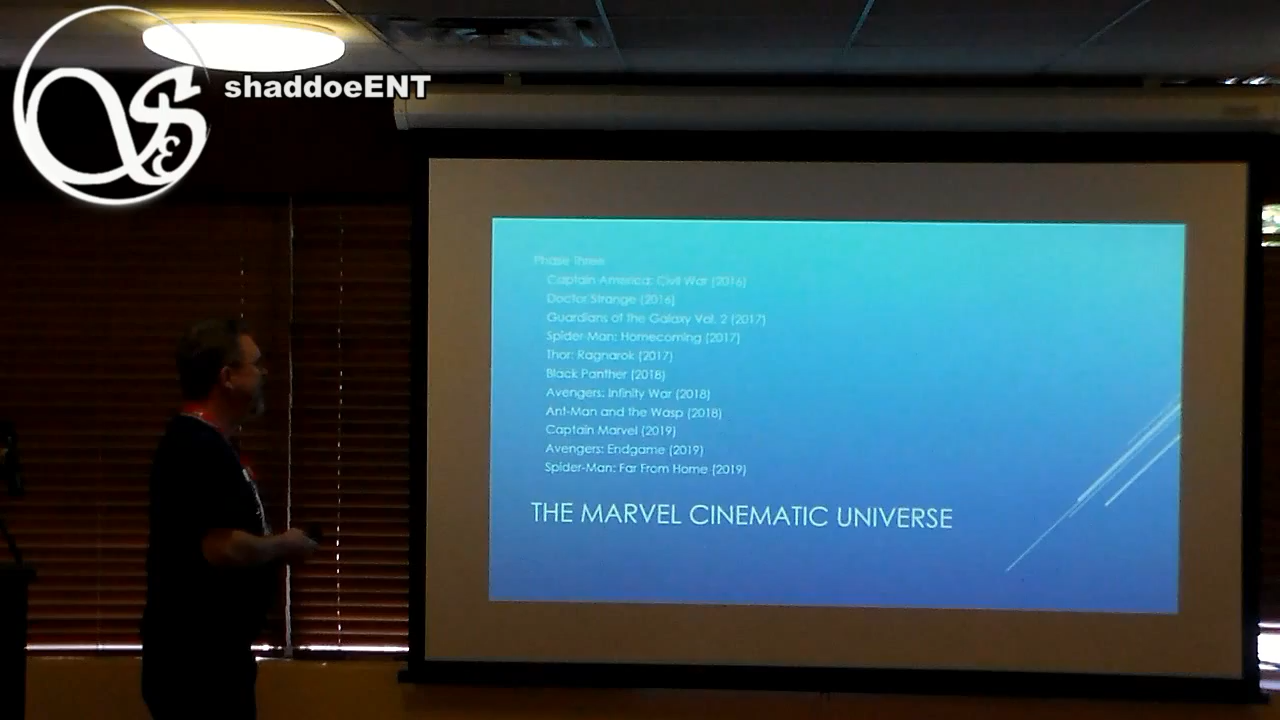 shaddoeENT
Phase Three
Captain America: Civil War (2016)
Doctor Strange (2016)
Guardians of the Galaxy Vol. 2 (2017)
Spider-Man: Homecoming (2017)
Thor: Ragnarok (2017)
Black Panther (2018)
Avengers: Infinity War (2018)
Ant-Man and the Wasp (2018)
Captain Marvel (2019)
Avengers: Endgame (2019)
Spider-Man: Far From Home (2019)
THE MARVEL CINEMATIC UNIVERSE